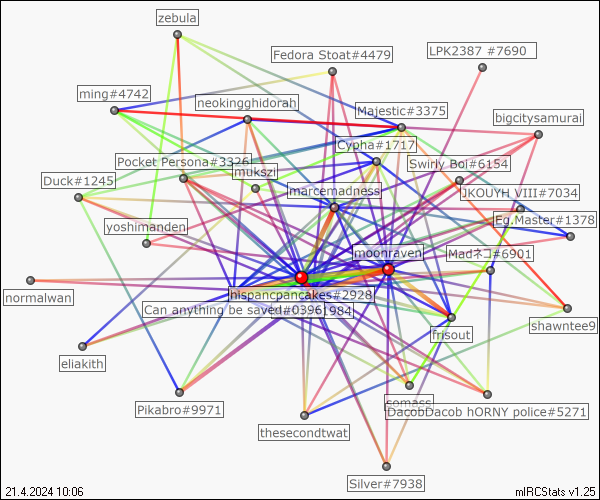 zebula
Fedora Stoat#4479
LPK2387 #7690
ming#4742
neokingghidorah
Majestic#3375
bigcitysamurai
Cypha#1717
Pocket Persona#3326
mukszi
Swirly Boi#6154
Duck#1245
marcemadness
JKOUYH VIII#7034
yoshimanden
Eg.Master#1378
moonraven
Madネコ#6901
normalwan
hispancpancakes#2928
Can anything be saved#0396
1984
shawntee9
frisout
eliakith
Pikabro#9971
somass
DacobDacob hORNY police#5271
thesecondtwat
Silver#7938
21.4.2024 10:06
mIRCStats v1.25